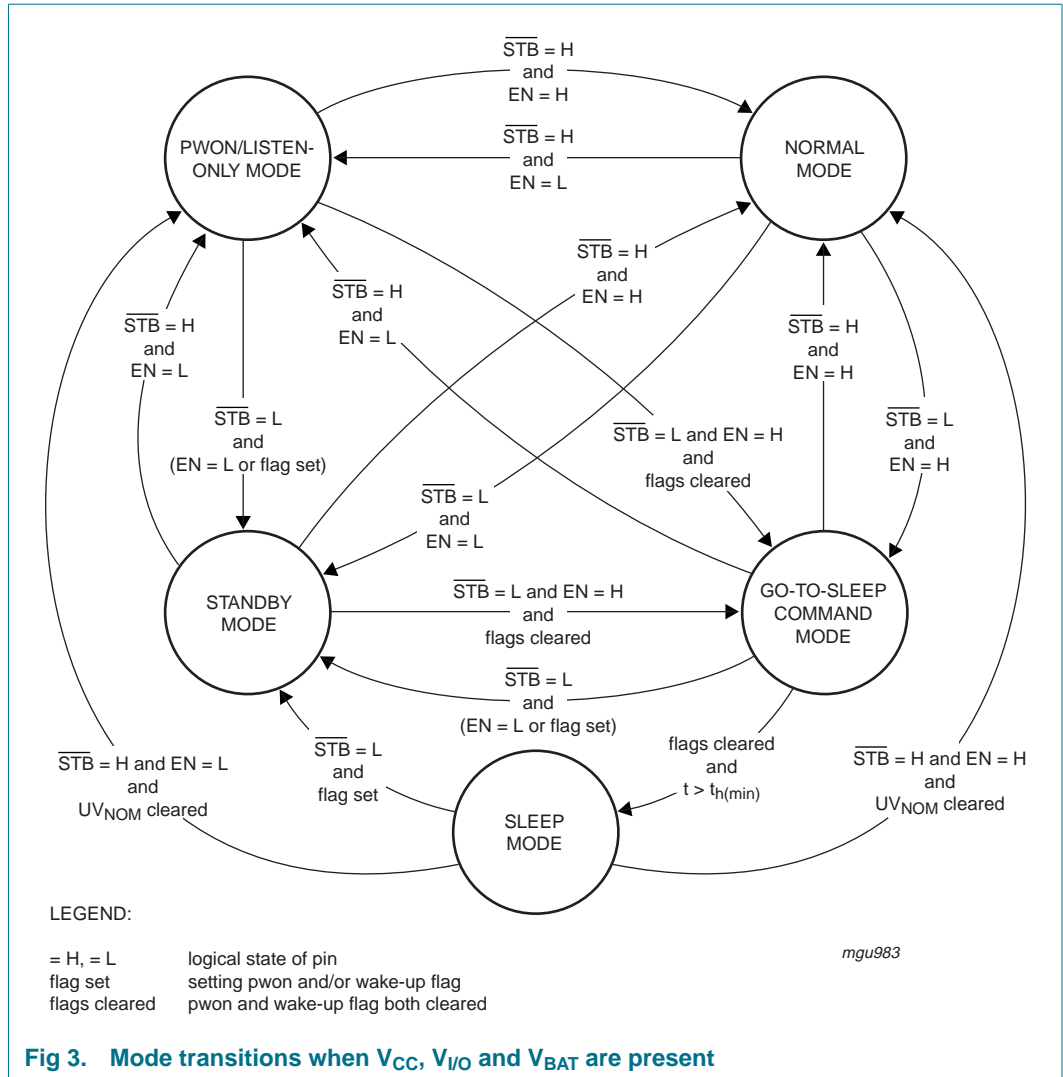 STB = H
and
EN = H
PWON/LISTEN-
ONLY MODE
STB = H
and
EN = L
NORMAL
MODE
STB = H
and
EN = H
STB = H
and
EN = L
STB = H
and
EN = L
STB = H
and
EN = H
STB = L
and
(EN = L or flag set)
STB = L and EN = H
and
flags cleared
STB = L
and
EN = H
STB = L
and
EN = L
STANDBY
MODE
STB = L and EN = H
and
flags cleared
GO-TO-SLEEP
COMMAND
MODE
STB = L
and
(EN = L or flag set)
STB = H and EN = L
and
UVNOM cleared
STB = L
and
flag set
flags cleared
and
t > th(min)
STB = H and EN = H
and
UVNOM cleared
SLEEP
MODE
LEGEND:
= H, = L logical state of pin
flag set setting pwon and/or wake-up flag
flags cleared pwon and wake-up flag both cleared
mgu983
Fig 3. Mode transitions when VCC, VI/O and VBAT are present